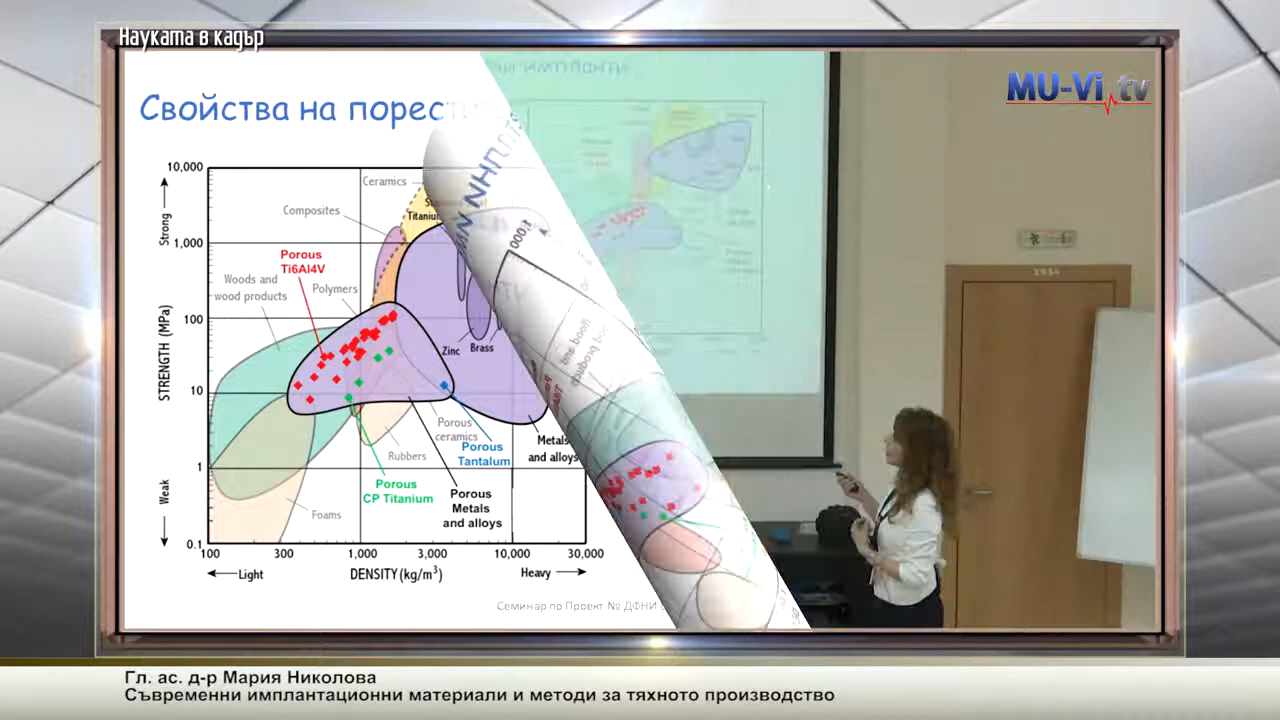 Науката в кадър
MU-Vi.tv
Свойства на порест
10,000
Ceramics
Composites
Titaniu
Strong
1,000
Porous
Ti6Al4V
Woods and
wood products
Polymers
100
STRENGTH (MPa)
Zinc
Brass
10
Porous
ceramics
Metals
and alloys
Porous
Tantalum
Rubbers
1
Porous
CP Titanium
Porous
Metals
and alloys
Weak
Foams
0.1
100
300
1,000
3,000
10,000
30,000
Light
DENSITY (kg/m³)
Heavy
Семинар по Проект № ДФНИ
Гл. ас. д-р Мария Николова
Съвременни имплантационни материали и методи за тяхното производство